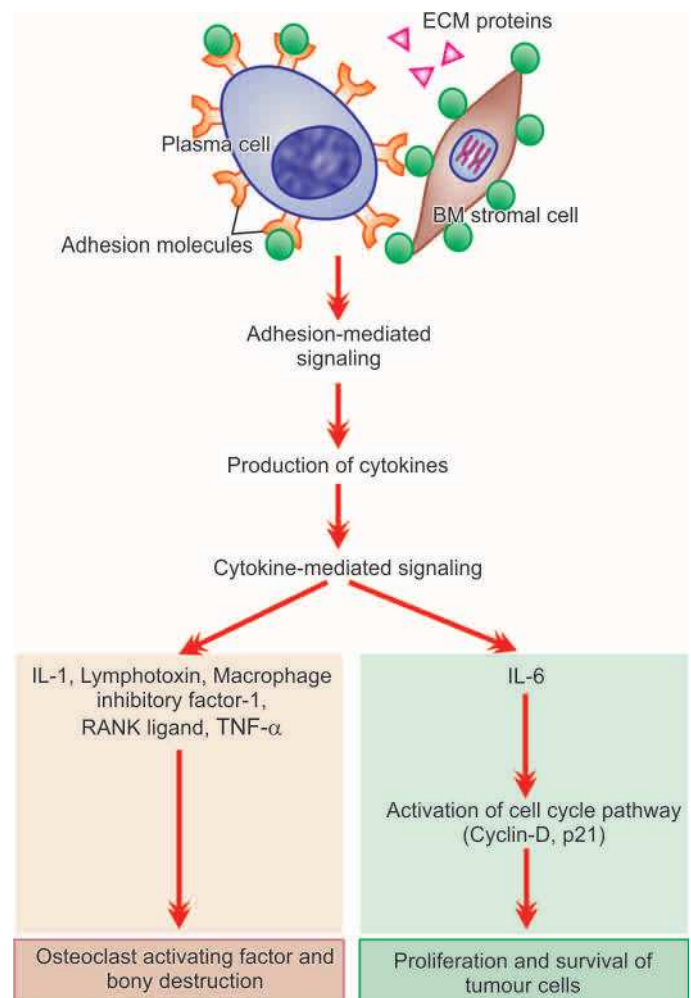 ECM proteins
Plasma cell
BM stromal cell
Adhesion molecules
Adhesion-mediated
signaling
Production of cytokines
Cytokine-mediated signaling
IL-1, Lymphotoxin, Macrophage
inhibitory factor-1,
RANK ligand, TNF-α
IL-6
Activation of cell cycle pathway
(Cyclin-D, p21)
Osteoclast activating factor and
bony destruction
Proliferation and survival of
tumour cells